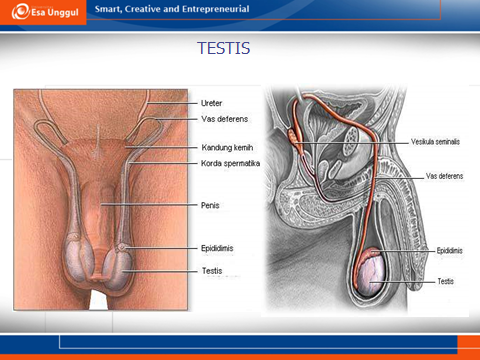 Esa Unggul
Smart, Creative and Entrepreneurial
TESTIS
Ureter
Vas deferens
Kandung kemih
Korda spermatika
Penis
Epididimis
Testis
Vesikula seminalis
Vas deferens
Epididimis
Testis